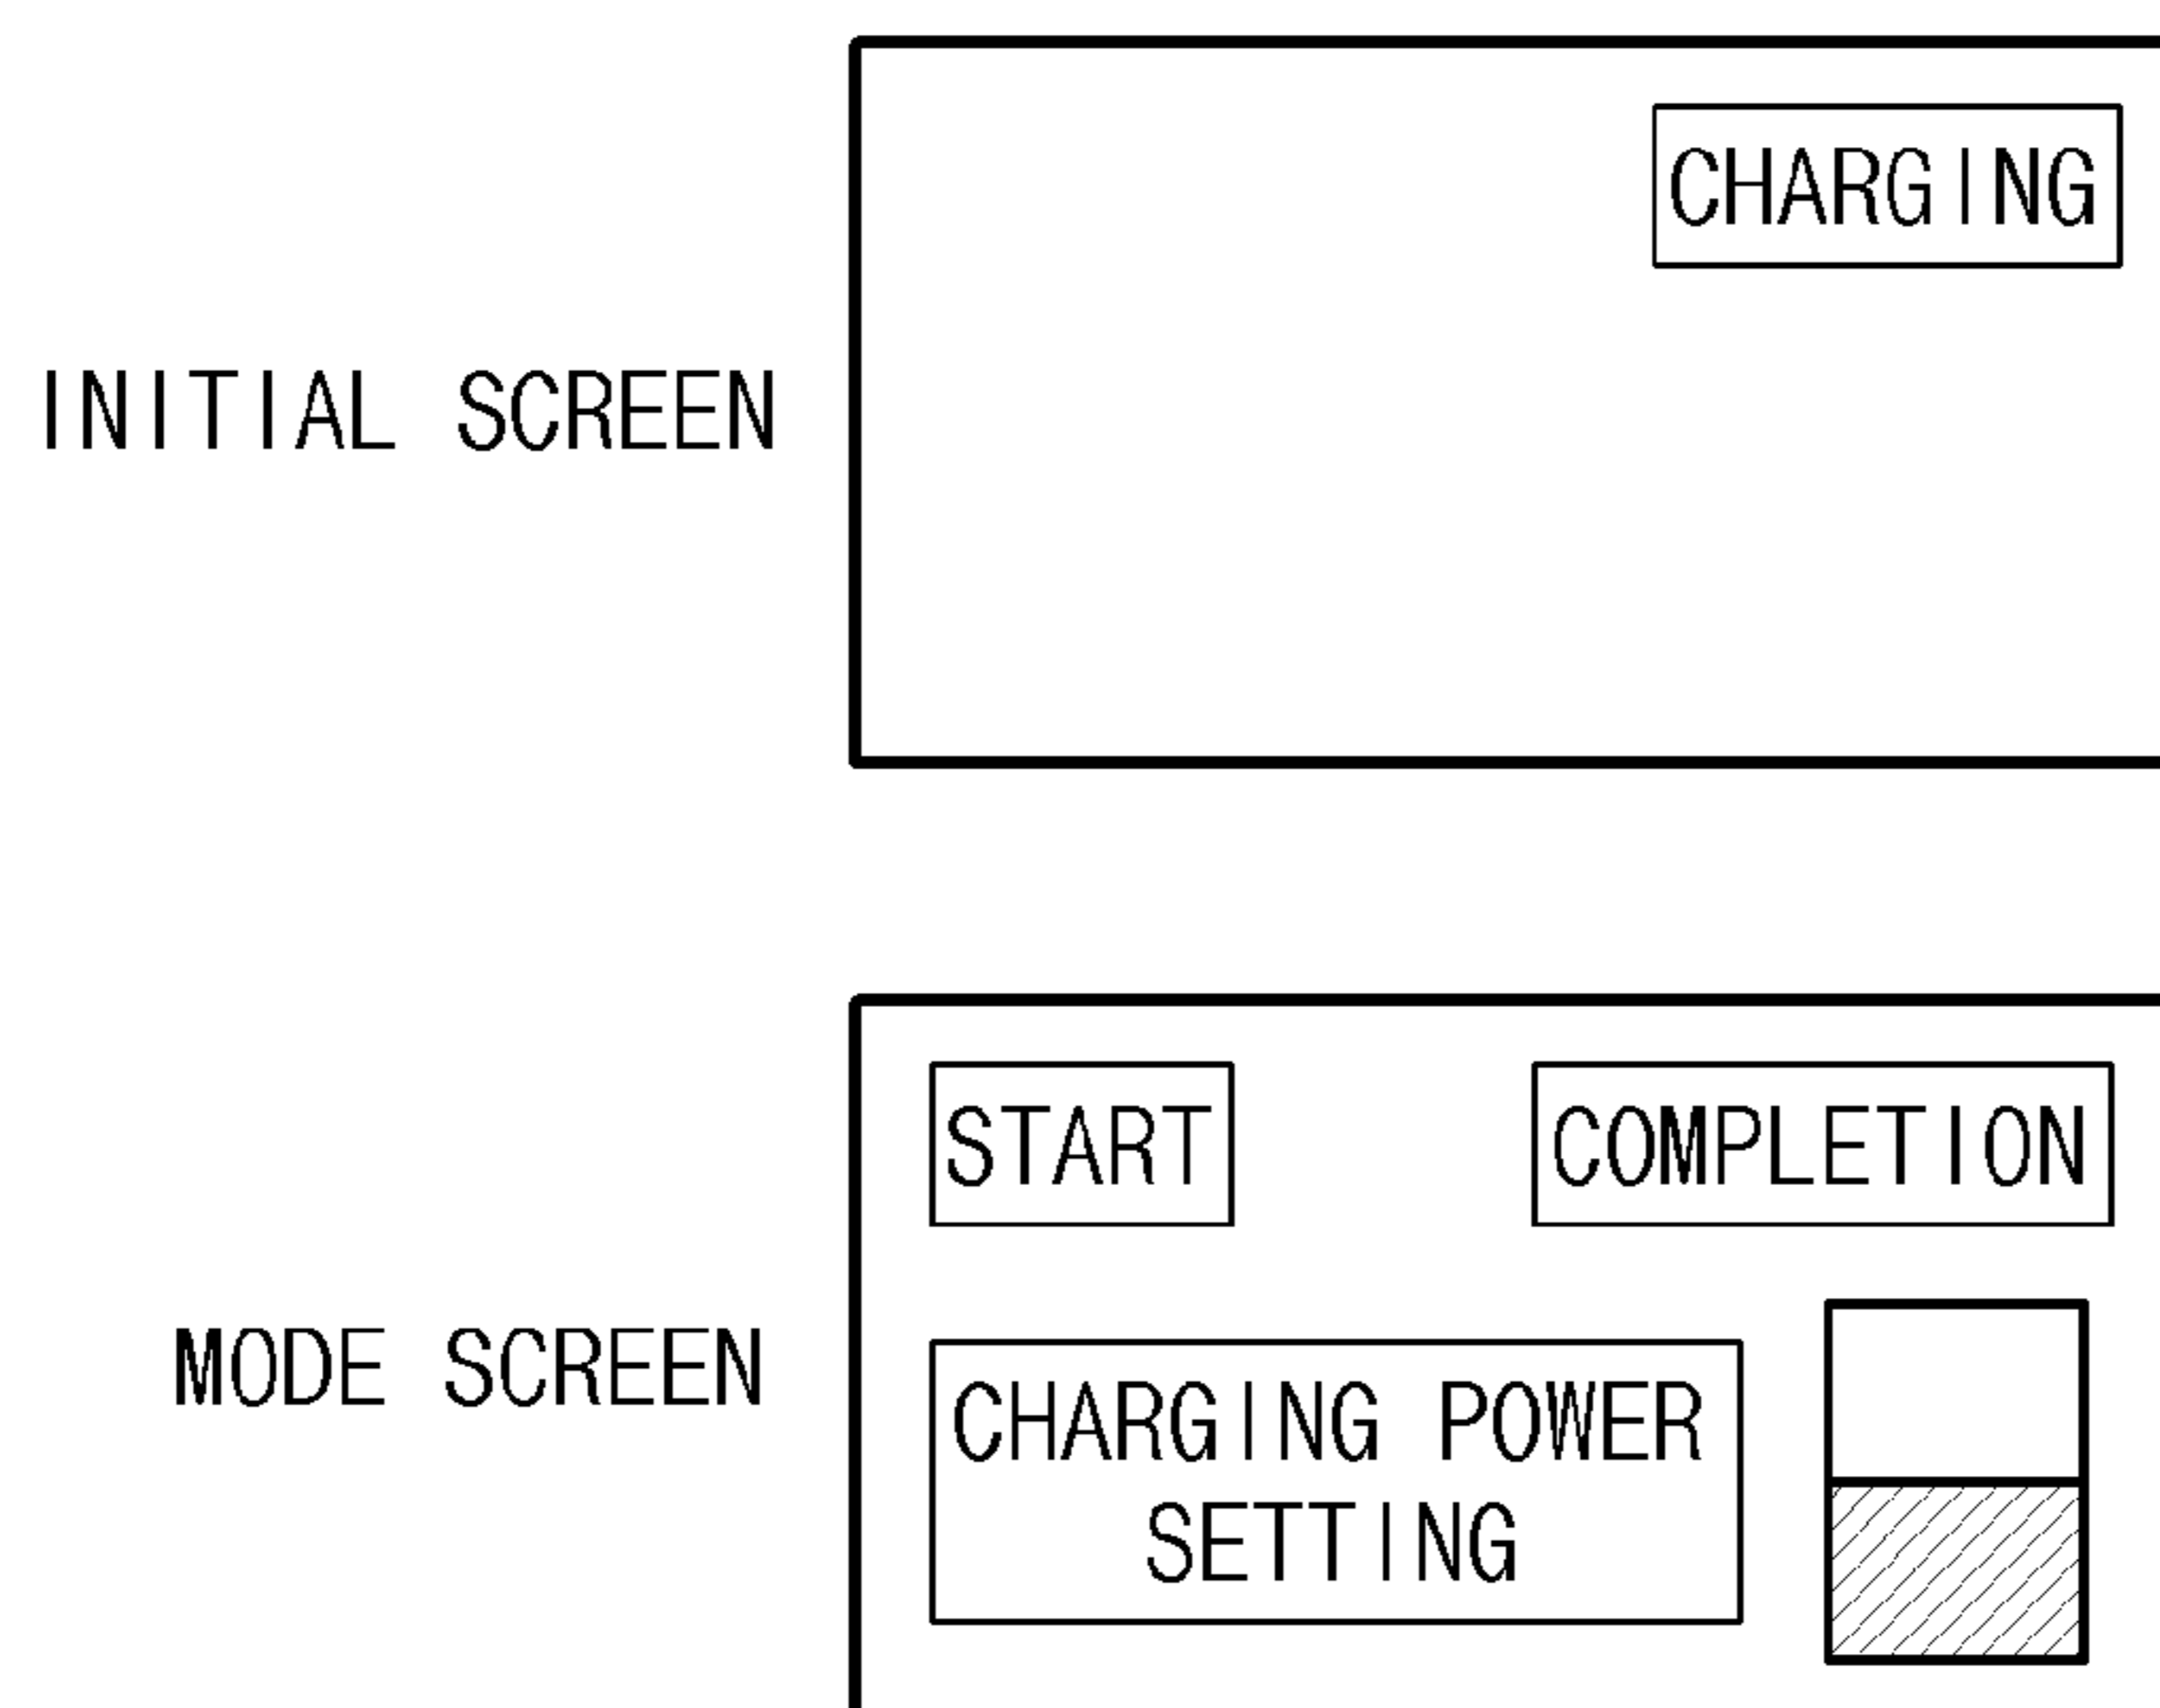 CHARGING
INITIAL SCREEN
START
COMPLETION
MODE SCREEN
CHARGING POWER
SETTING